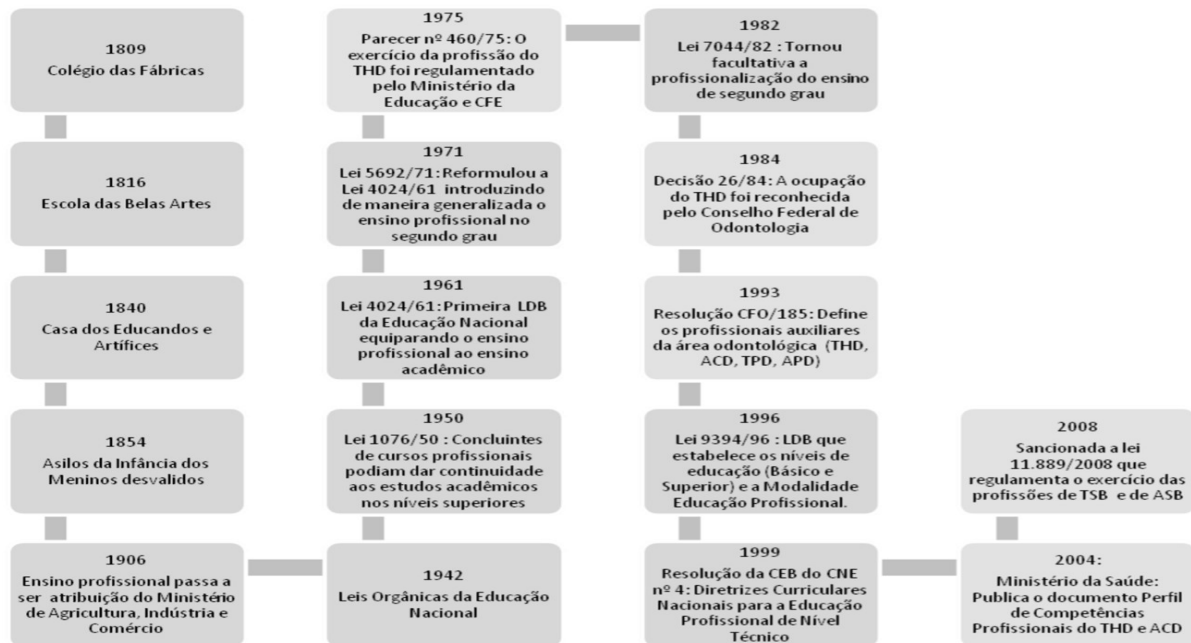 1809
Colégio das Fábricas
1816
Escola das Belas Artes
1840
Casa dos Educandos e
Artífices
1854
Asilos da Infância dos
Meninos desvalidos
1906
Ensino profissional passa a
ser atribuição do Ministério
de Agricultura, Indústria e
Comércio
1942
Leis Orgânicas da Educação
Nacional
1950
Lei 1076/50 : Concluintes
de cursos profissionais
podiam dar continuidade
aos estudos acadêmicos
nos níveis superiores
1961
Lei 4024/61: Primeira LDB
da Educação Nacional
equiparando o ensino
profissional ao ensino
acadêmico
1971
Lei 5692/71: Reformulou a
Lei 4024/61 introduzindo
de maneira generalizada o
ensino profissional no
segundo grau
1975
Parecer nº 460/75: O
exercício da profissão do
THD foi regulamentado
pelo Ministério da
Educação e CFE
1982
Lei 7044/82 : Tornou
facultativa a
profissionalização do ensino
de segundo grau
1984
Decisão 26/84: A ocupação
do THD foi reconhecida
pelo Conselho Federal de
Odontologia
1993
Resolução CFO/185: Define
os profissionais auxiliares
da área odontológica (THD,
ACD, TPD, APD)
1996
Lei 9394/96 : LDB que
estabelece os níveis de
educação (Básico e
Superior) e a Modalidade
Educação Profissional.
1999
Resolução da CEB do CNE
nº 4: Diretrizes Curriculares
Nacionais para a Educação
Profissional de Nível
Técnico
2004:
Ministério da Saúde:
Publica o documento Perfil
de Competências
Profissionais do THD e ACD
2008
Sancionada a lei
11.889/2008 que
regulamenta o exercício das
profissões de TSB e de ASB